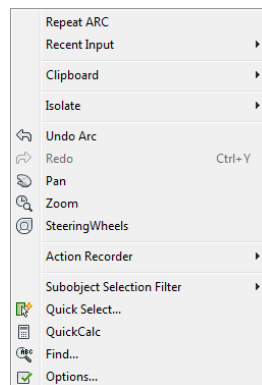 Repeat ARC
Recent Input
Clipboard
Isolate
Undo Arc
Redo Ctrl+Y
Pan
Zoom
SteeringWheels
Action Recorder
Subobject Selection Filter
Quick Select...
QuickCalc
Find...
Options...